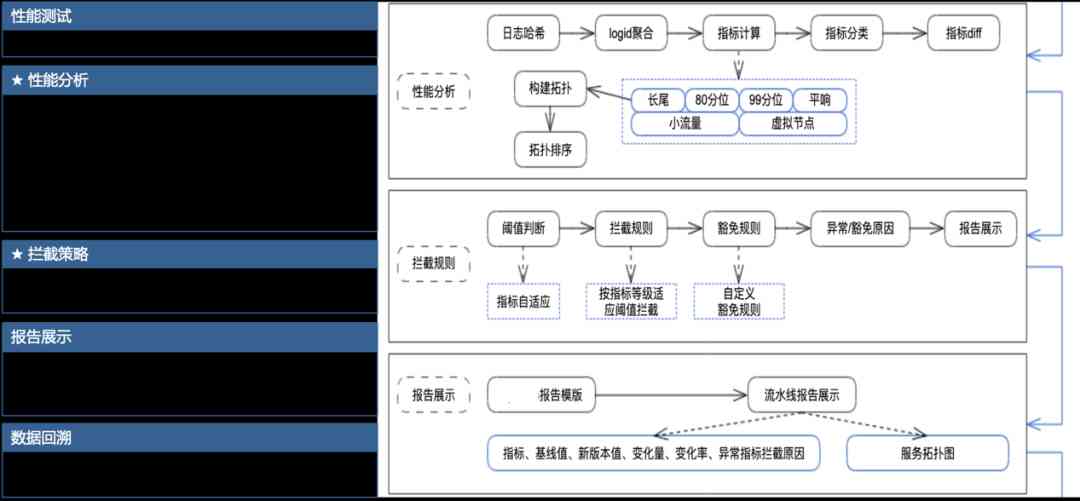 性能测试
★ 性能分析
★ 拦截策略
报告展示
数据回溯
性能分析
日志哈希
logid聚合
指标计算
指标分类
指标diff
构建拓扑
拓扑排序
长尾
80分位
99分位
平响
小流量
虚拟节点
拦截规则
阈值判断
拦截规则
豁免规则
异常/豁免原因
报告展示
指标自适应
按指标等级适
应阈值拦截
自定义
豁免规则
报告展示
报告模版
流水线报告展示
指标、基线值、新版本值、变化量、变化率、异常指标拦截原因
服务拓扑图